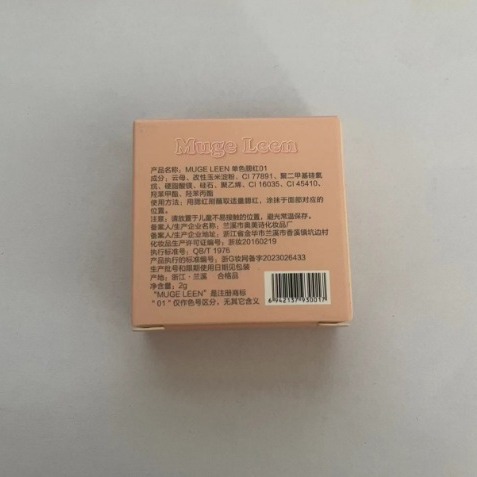 Muge Leen
产品名称：MUGE LEEN 单色腮红01
成分：云母、改性玉米淀粉、CI 77891、聚二甲基硅氧
烷、硬脂酸镁、硅石、聚乙烯、CI 16035、CI 45410、
羟苯甲酯、羟苯丙酯
使用方法：用腮红刷蘸取适量腮红，涂抹于面部对应的
位置。
注意：请放置于儿童不易接触的位置，避光常温保存。
备案人/生产企业名称：兰溪市奥美诗化妆品厂
备案人/生产企业地址：浙江省金华市兰溪市香溪镇坑边村
化妆品生产许可证编号：浙妆20160219
执行标准号：QB/T 1976
产品执行的标准编号：浙G妆网备字2023026433
生产批号和限期使用日期见包装
产地：浙江·兰溪 合格品
净含量：2g
"MUGE LEEN"是注册商标
"01"仅作色号区分，无其它含义
6942137930017